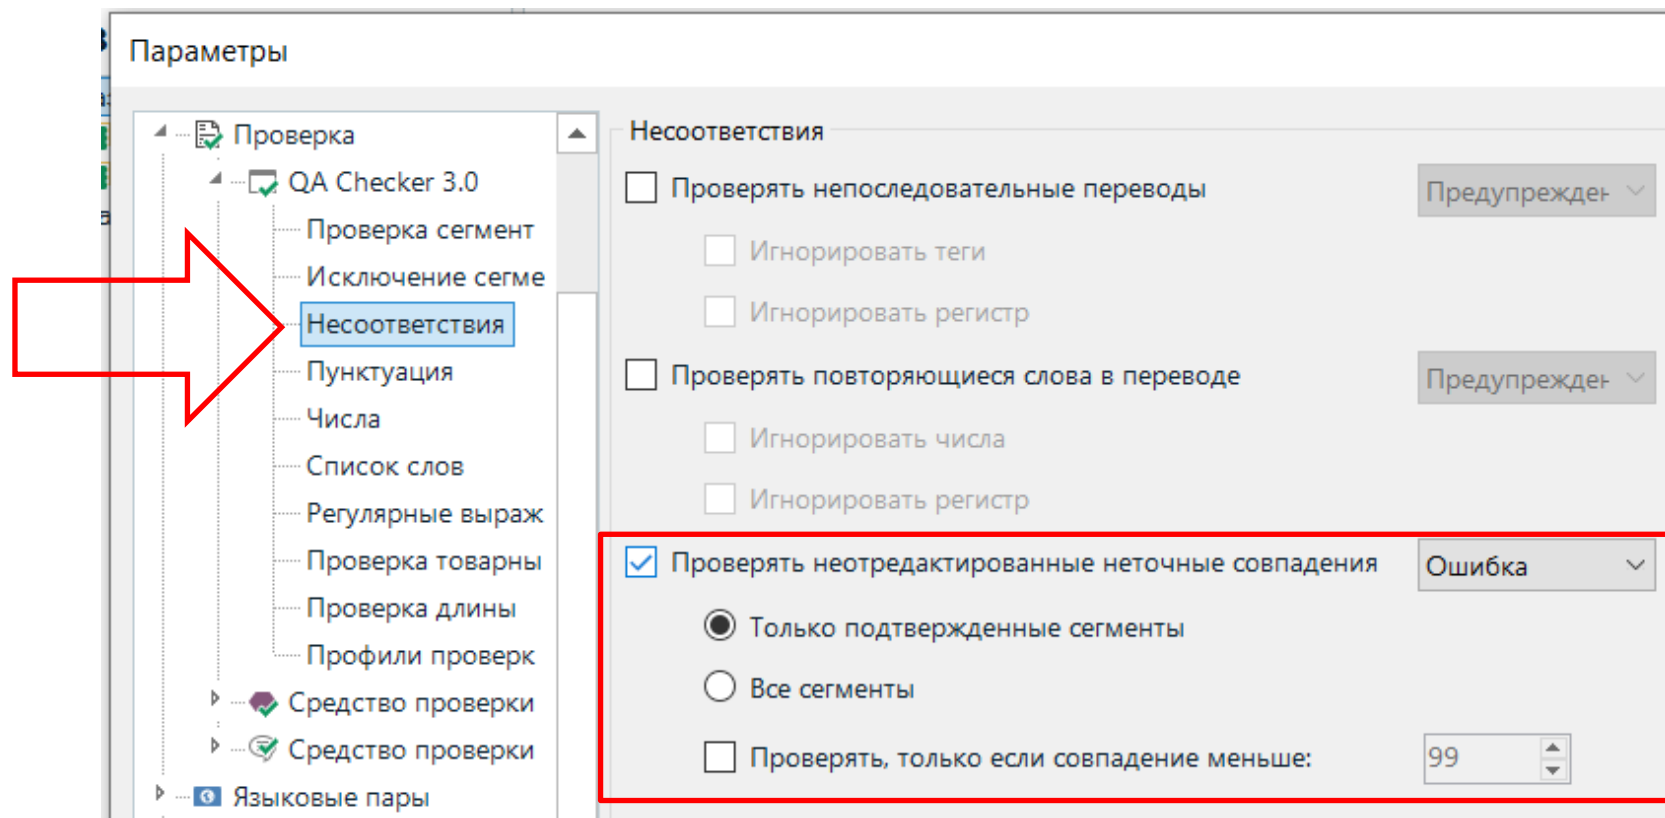 Параметры
Проверка
QA Checker 3.0
Проверка сегмент
Исключение сегме
Несоответствия
Пунктуация
Числа
Список слов
Регулярные выраж
Проверка товарны
Проверка длины
Профили проверк
Средство проверки
Средство проверки
Языковые пары
Несоответствия
Проверять непоследовательные переводы Предупрежден
Игнорировать теги
Игнорировать регистр
Проверять повторяющиеся слова в переводе Предупрежден
Игнорировать числа
Игнорировать регистр
Проверять неотредактированные неточные совпадения Ошибка
Только подтвержденные сегменты
Все сегменты
Проверять, только если совпадение меньше: 99